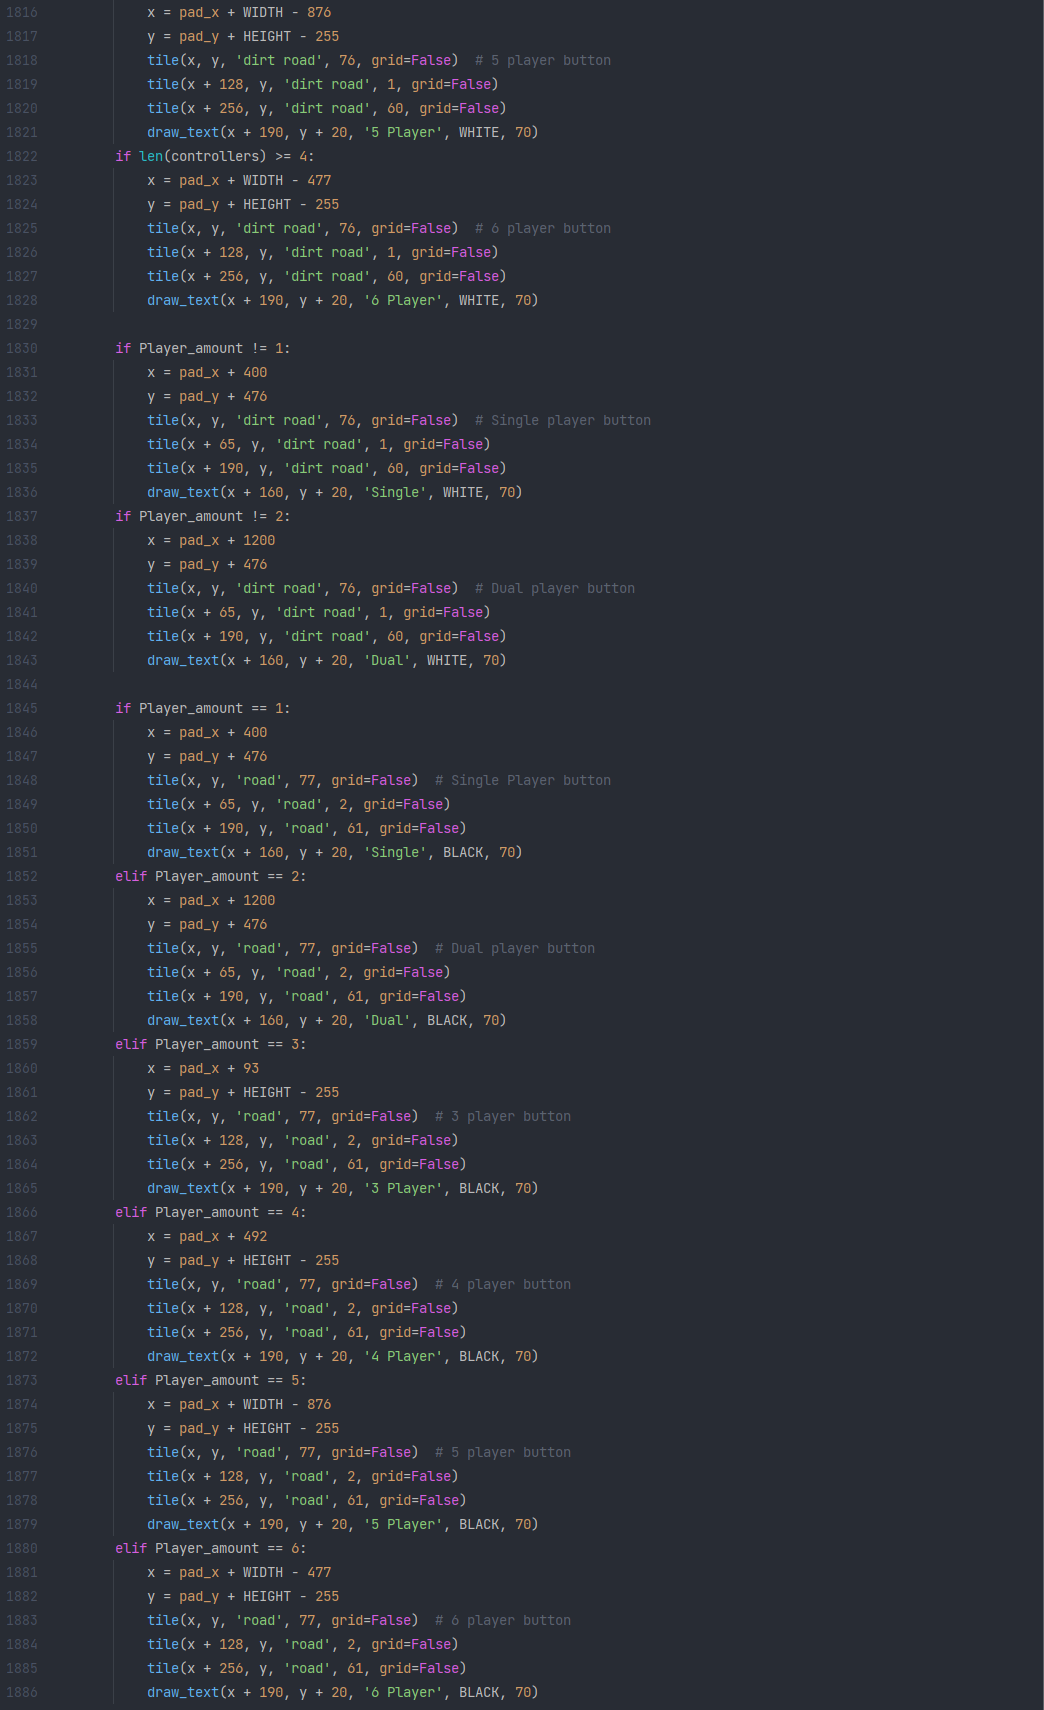 1816 x = pad_x + WIDTH - 876
1817 y = pad_y + HEIGHT - 255
1818 tile(x, y, 'dirt road', 76, grid=False)  # 5 player button
1819 tile(x + 128, y, 'dirt road', 1, grid=False)
1820 tile(x + 256, y, 'dirt road', 60, grid=False)
1821 draw_text(x + 190, y + 20, '5 Player', WHITE, 70)
1822 if len(controllers) >= 4:
1823 x = pad_x + WIDTH - 477
1824 y = pad_y + HEIGHT - 255
1825 tile(x, y, 'dirt road', 76, grid=False)  # 6 player button
1826 tile(x + 128, y, 'dirt road', 1, grid=False)
1827 tile(x + 256, y, 'dirt road', 60, grid=False)
1828 draw_text(x + 190, y + 20, '6 Player', WHITE, 70)
1829
1830 if Player_amount != 1:
1831 x = pad_x + 400
1832 y = pad_y + 476
1833 tile(x, y, 'dirt road', 76, grid=False)  # Single player button
1834 tile(x + 65, y, 'dirt road', 1, grid=False)
1835 tile(x + 190, y, 'dirt road', 60, grid=False)
1836 draw_text(x + 160, y + 20, 'Single', WHITE, 70)
1837 if Player_amount != 2:
1838 x = pad_x + 1200
1839 y = pad_y + 476
1840 tile(x, y, 'dirt road', 76, grid=False)  # Dual player button
1841 tile(x + 65, y, 'dirt road', 1, grid=False)
1842 tile(x + 190, y, 'dirt road', 60, grid=False)
1843 draw_text(x + 160, y + 20, 'Dual', WHITE, 70)
1844
1845 if Player_amount == 1:
1846 x = pad_x + 400
1847 y = pad_y + 476
1848 tile(x, y, 'road', 77, grid=False)  # Single Player button
1849 tile(x + 65, y, 'road', 2, grid=False)
1850 tile(x + 190, y, 'road', 61, grid=False)
1851 draw_text(x + 160, y + 20, 'Single', BLACK, 70)
1852 elif Player_amount == 2:
1853 x = pad_x + 1200
1854 y = pad_y + 476
1855 tile(x, y, 'road', 77, grid=False)  # Dual player button
1856 tile(x + 65, y, 'road', 2, grid=False)
1857 tile(x + 190, y, 'road', 61, grid=False)
1858 draw_text(x + 160, y + 20, 'Dual', BLACK, 70)
1859 elif Player_amount == 3:
1860 x = pad_x + 93
1861 y = pad_y + HEIGHT - 255
1862 tile(x, y, 'road', 77, grid=False)  # 3 player button
1863 tile(x + 128, y, 'road', 2, grid=False)
1864 tile(x + 256, y, 'road', 61, grid=False)
1865 draw_text(x + 190, y + 20, '3 Player', BLACK, 70)
1866 elif Player_amount == 4:
1867 x = pad_x + 492
1868 y = pad_y + HEIGHT - 255
1869 tile(x, y, 'road', 77, grid=False)  # 4 player button
1870 tile(x + 128, y, 'road', 2, grid=False)
1871 tile(x + 256, y, 'road', 61, grid=False)
1872 draw_text(x + 190, y + 20, '4 Player', BLACK, 70)
1873 elif Player_amount == 5:
1874 x = pad_x + WIDTH - 876
1875 y = pad_y + HEIGHT - 255
1876 tile(x, y, 'road', 77, grid=False)  # 5 player button
1877 tile(x + 128, y, 'road', 2, grid=False)
1878 tile(x + 256, y, 'road', 61, grid=False)
1879 draw_text(x + 190, y + 20, '5 Player', BLACK, 70)
1880 elif Player_amount == 6:
1881 x = pad_x + WIDTH - 477
1882 y = pad_y + HEIGHT - 255
1883 tile(x, y, 'road', 77, grid=False)  # 6 player button
1884 tile(x + 128, y, 'road', 2, grid=False)
1885 tile(x + 256, y, 'road', 61, grid=False)
1886 draw_text(x + 190, y + 20, '6 Player', BLACK, 70)